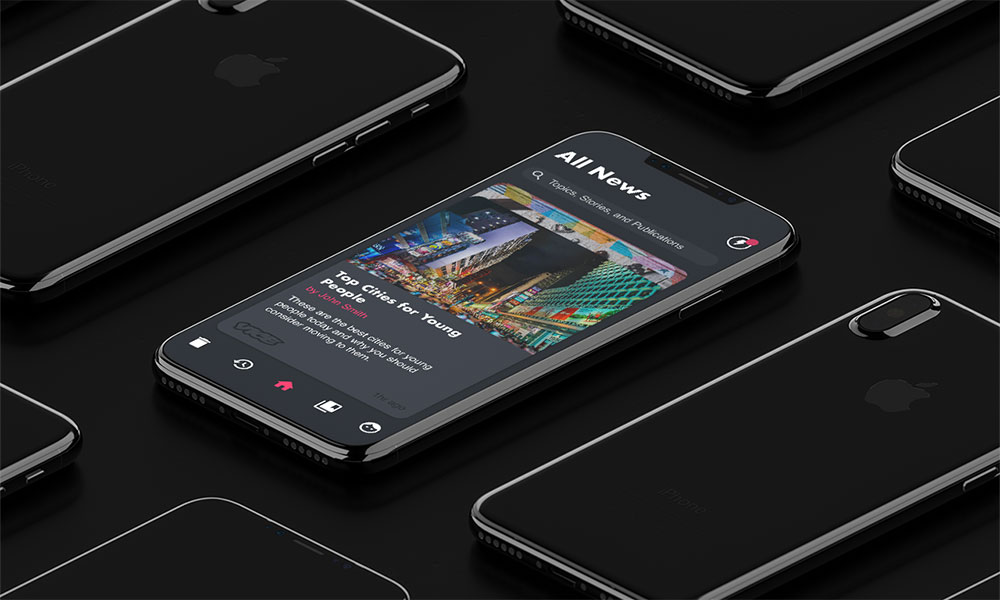 iPhone
All News
Topics, Stories, and Publications
Top Cities for Young
People
by John Smith
These are the best cities for young
people today and why you should
consider moving to them.
VICE
1hr ago
iPhone